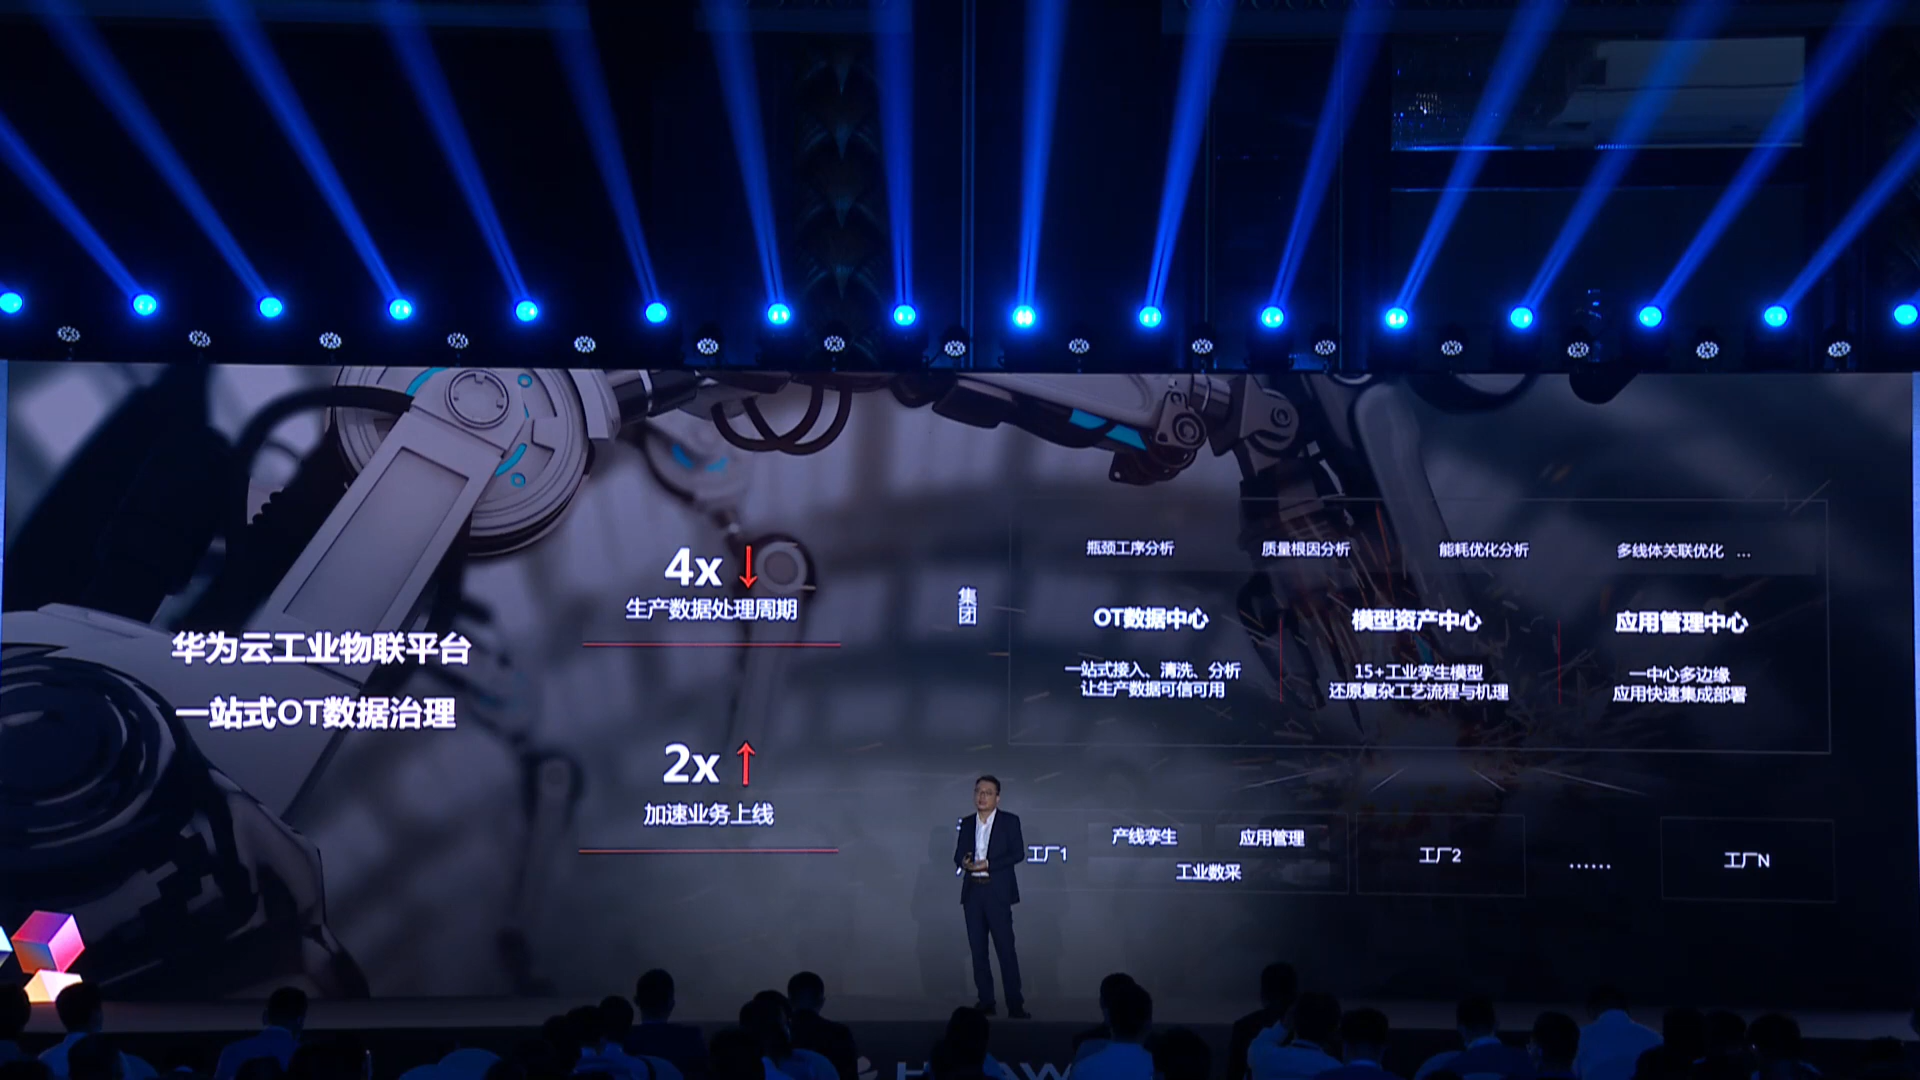 华为云工业物联平台
一站式OT数据治理
4x ↓
生产数据处理周期
2x ↑
加速业务上线
集团
瓶颈工序分析
质量根因分析
能耗优化分析
多线体关联优化 ...
OT数据中心
一站式接入、清洗、分析
让生产数据可信可用
模型资产中心
15+工业孪生模型
还原复杂工艺流程与机理
应用管理中心
一中心多边缘
应用快速集成部署
工厂1
产线孪生
应用管理
工业数采
工厂2
......
工厂N